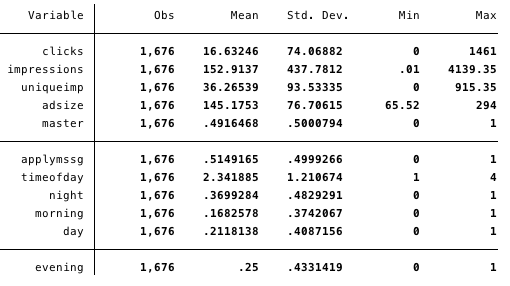 Variable Obs Mean Std. Dev. Min Max
clicks 1,676 16.63246 74.06882 0 1461
impressions 1,676 152.9137 437.7812 .01 4139.35
uniqueimp 1,676 36.26539 93.53335 0 915.35
adsize 1,676 145.1753 76.70615 65.52 294
master 1,676 .4916468 .5000794 0 1
applymssg 1,676 .5149165 .4999266 0 1
timeofday 1,676 2.341885 1.210674 1 4
night 1,676 .3699284 .4829291 0 1
morning 1,676 .1682578 .3742067 0 1
day 1,676 .2118138 .4087156 0 1
evening 1,676 .25 .4331419 0 1